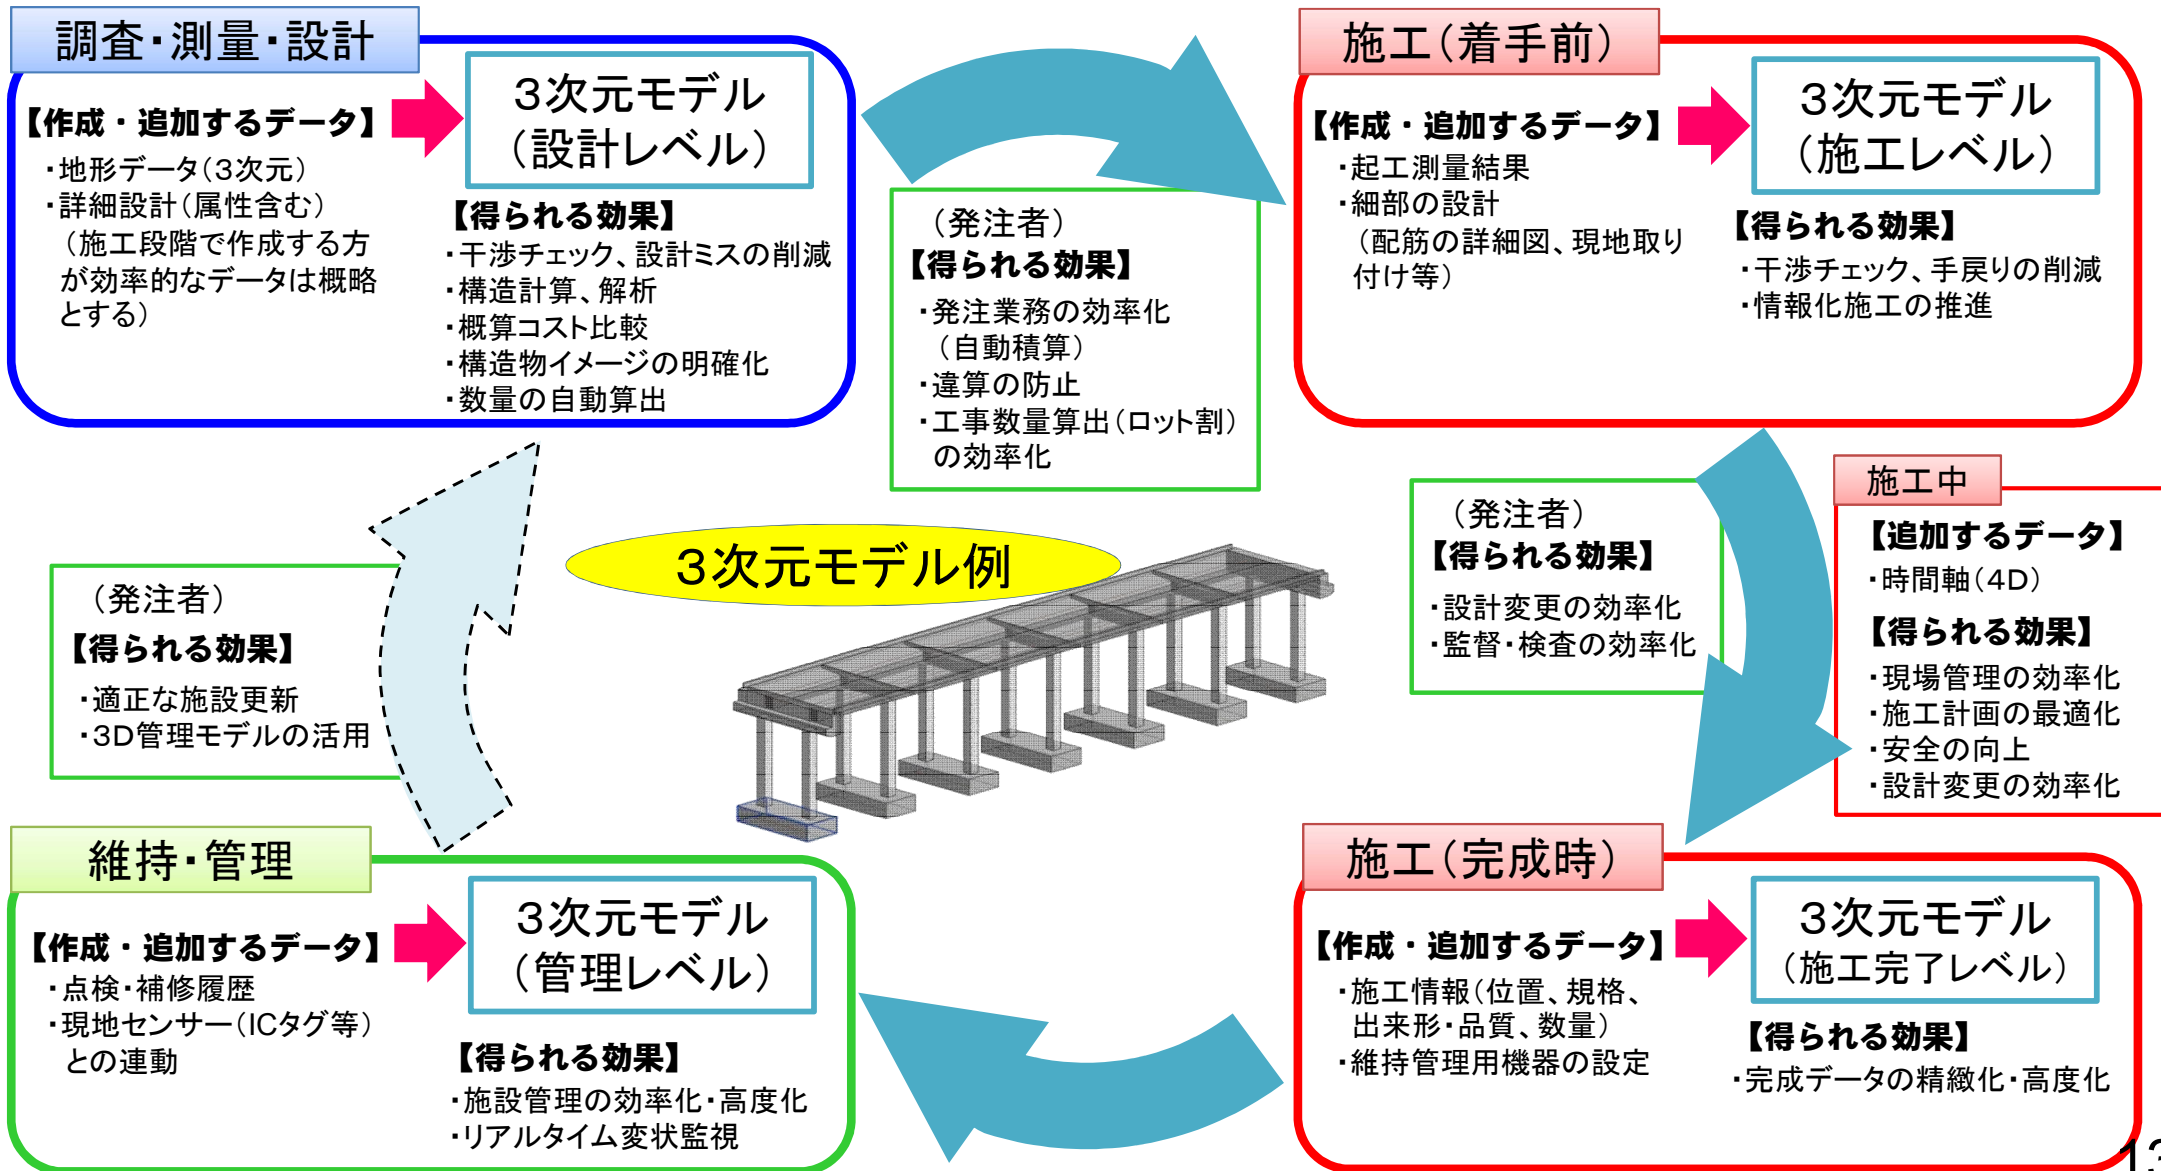 調査・測量・設計
【作成・追加するデータ】
・地形データ(3次元)
・詳細設計(属性含む)
(施工段階で作成する方
が効率的なデータは概略
とする)
3次元モデル
(設計レベル)
【得られる効果】
・干渉チェック、設計ミスの削減
・構造計算、解析
・概算コスト比較
・構造物イメージの明確化
・数量の自動算出
(発注者)
【得られる効果】
・発注業務の効率化
(自動積算)
・違算の防止
・工事数量算出(ロット割)
の効率化
施工(着手前)
【作成・追加するデータ】
・起工測量結果
・細部の設計
(配筋の詳細図、現地取り
付け等)
3次元モデル
(施工レベル)
【得られる効果】
・干渉チェック、手戻りの削減
・情報化施工の推進
(発注者)
【得られる効果】
・設計変更の効率化
・監督・検査の効率化
施工中
【追加するデータ】
・時間軸(4D)
【得られる効果】
・現場管理の効率化
・施工計画の最適化
・安全の向上
・設計変更の効率化
3次元モデル例
(発注者)
【得られる効果】
・適正な施設更新
・3D管理モデルの活用
維持・管理
【作成・追加するデータ】
・点検・補修履歴
・現地センサー(ICタグ等)
との連動
3次元モデル
(管理レベル)
【得られる効果】
・施設管理の効率化・高度化
・リアルタイム変状監視
施工(完成時)
【作成・追加するデータ】
・施工情報(位置、規格、
出来形・品質、数量)
・維持管理用機器の設定
3次元モデル
(施工完了レベル)
【得られる効果】
・完成データの精緻化・高度化
13